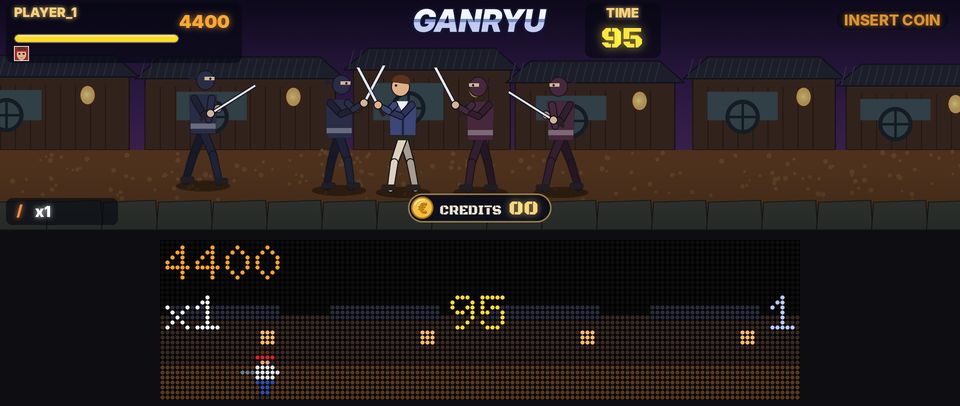 PLAYER_1
4400
GANRYU
TIME
95
INSERT COIN
/ x1
€ CREDITS 00
4400
x1
95
1